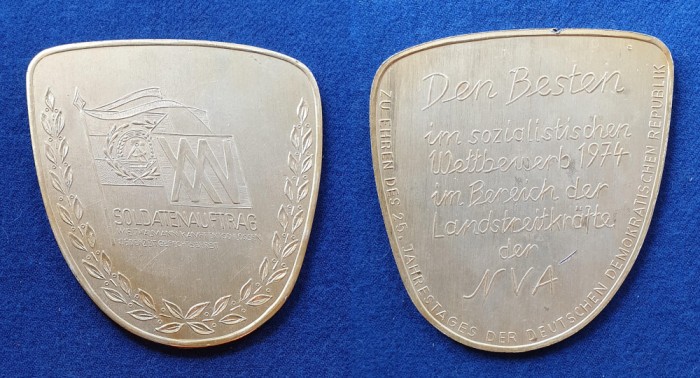 XXV
SOLDATENAUFTRAG
Den Besten
im sozialistischen
Wettbewerb 1974
im Bereich der
Landstreitkräfte
der
NVA
ZU EHREN DES 25. JAHRESTAGES DER DEUTSCHEN DEMOKRATISCHEN REPUBLIK